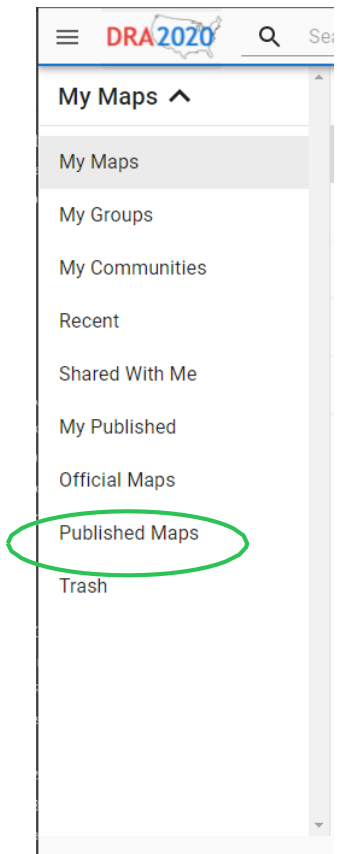 DRA2020
My Maps
My Maps
My Groups
My Communities
Recent
Shared With Me
My Published
Official Maps
Published Maps
Trash